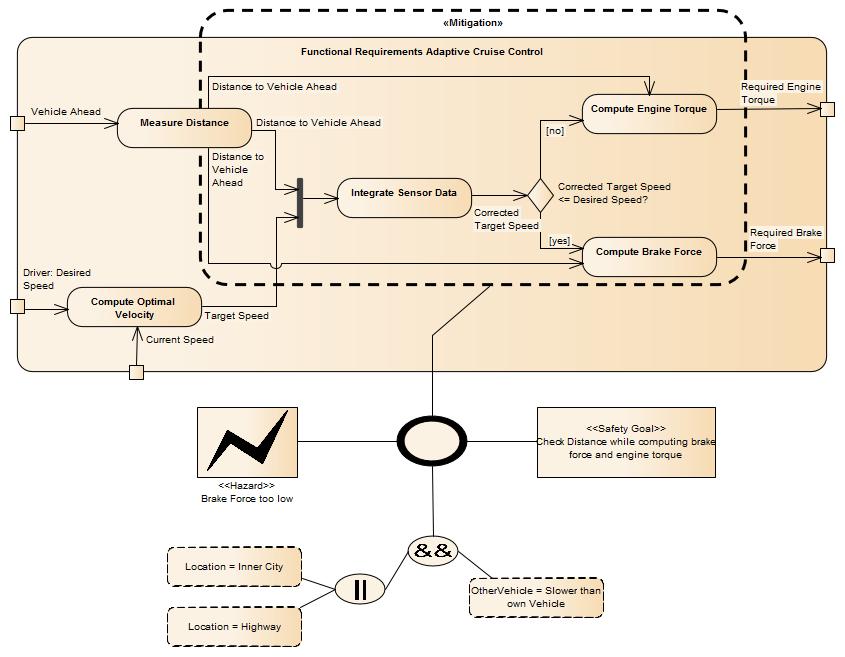 «Mitigation»
Functional Requirements Adaptive Cruise Control
Distance to Vehicle Ahead
Required Engine
Torque
Vehicle Ahead
Measure Distance
Distance to Vehicle Ahead
Compute Engine Torque
[no]
Distance to
Vehicle
Ahead
Integrate Sensor Data
Corrected Target Speed
<= Desired Speed?
Corrected
Target Speed
[yes]
Compute Brake Force
Required Brake
Force
Driver: Desired
Speed
Compute Optimal
Velocity
Target Speed
Current Speed
<<Hazard>>
Brake Force too low
<<Safety Goal>>
Check Distance while computing brake
force and engine torque
&&
||
Location = Inner City
Location = Highway
OtherVehicle = Slower than
own Vehicle